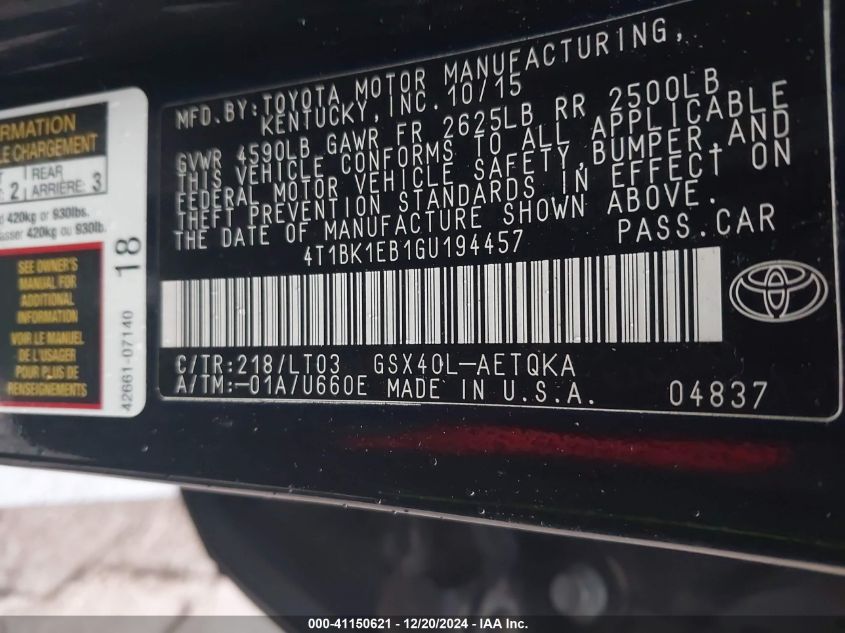 RMATION
LE CHARGEMENT
REAR
2 ARRIÈRE: 3
420kg or 930lbs.
asser 420kg ou 930lb.
SEE OWNER'S
MANUAL FOR
ADDITIONAL
INFORMATION
VOIR LE MANUEL
DE L'USAGER
POUR PLUS DE
RENSEIGNEMENTS
18
42661-07140
MFD. BY: TOYOTA MOTOR MANUFACTURING,
KENTUCKY, INC. 10/15
GVWR 4590LB GAWR FR 2625LB RR 2500LB
THIS VEHICLE CONFORMS TO ALL APPLICABLE
FEDERAL MOTOR VEHICLE SAFETY, BUMPER, AND
THEFT PREVENTION STANDARDS IN EFFECT ON
THE DATE OF MANUFACTURE SHOWN ABOVE.
4T1BK1EB1GU194457 PASS. CAR
C/TR:218/LT03 GSX40L-AETQKA
A/TM:-01A/U660E MADE IN U.S.A. 04837
000-41150621 - 12/20/2024 - IAA Inc.